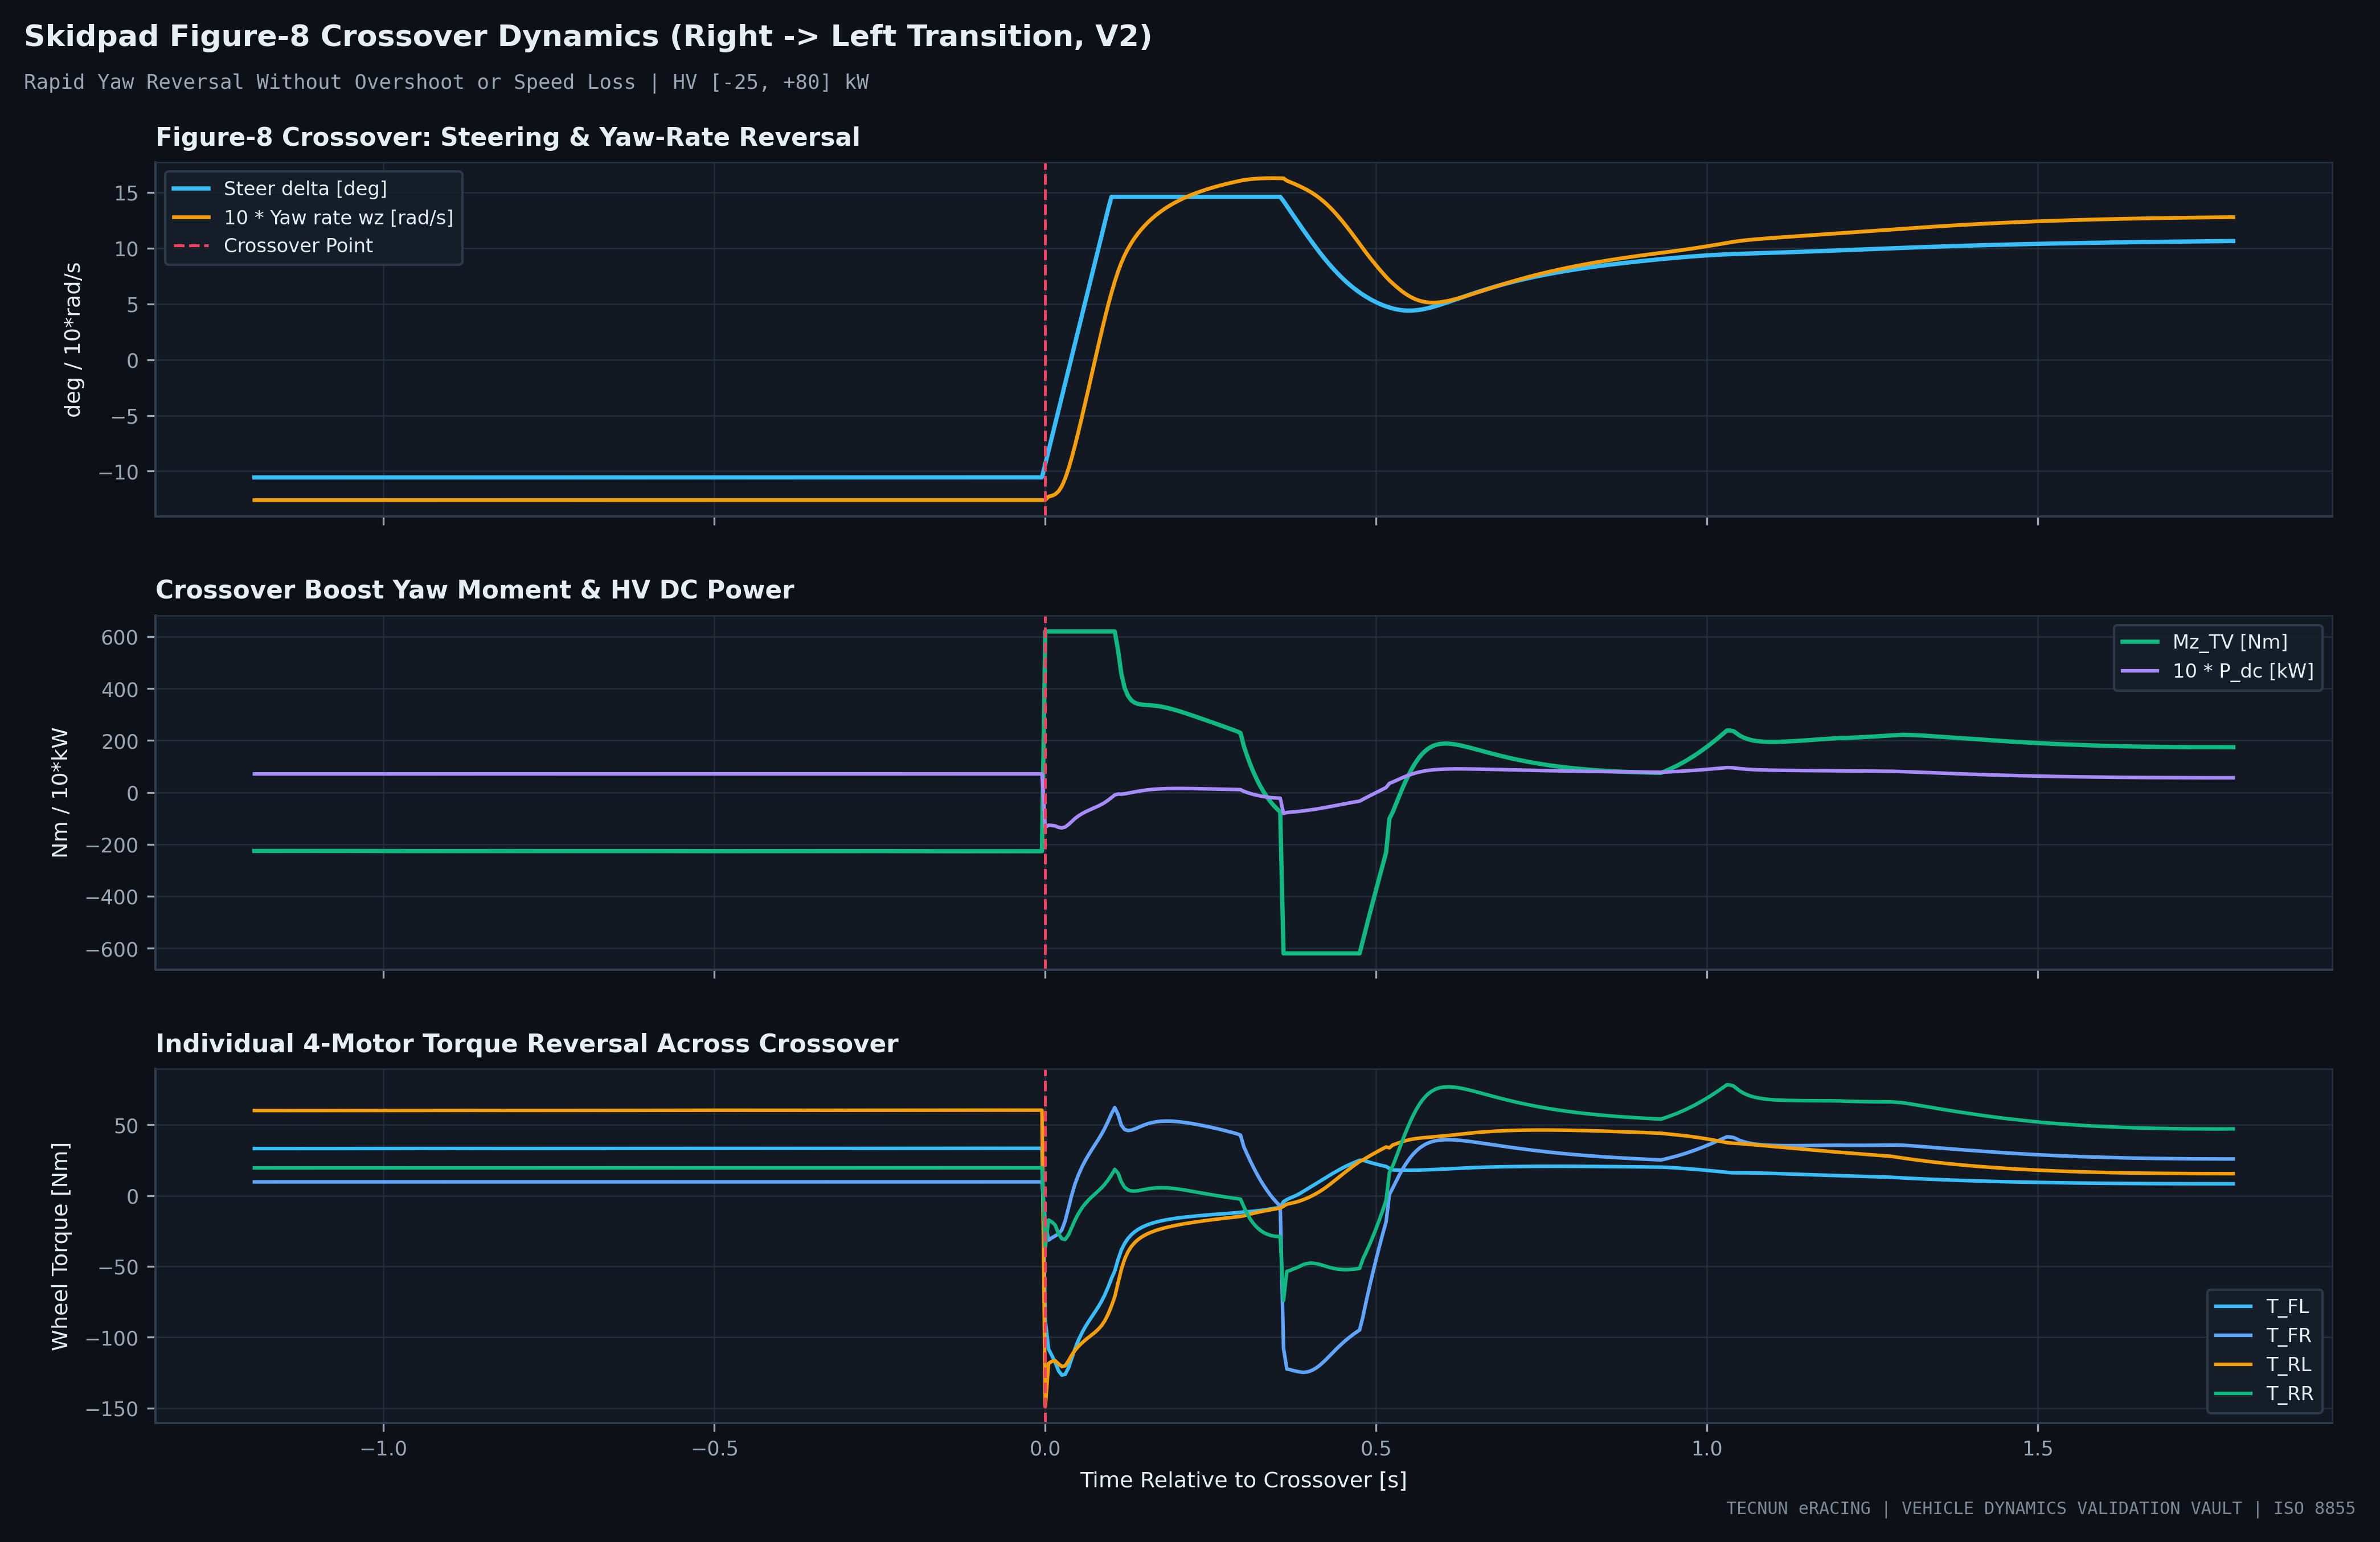 Skidpad Figure-8 Crossover Dynamics (Right -> Left Transition, V2)
Rapid Yaw Reversal Without Overshoot or Speed Loss | HV [-25, +80] kW
Figure-8 Crossover: Steering & Yaw-Rate Reversal
Steer delta [deg]
10 * Yaw rate wz [rad/s]
Crossover Point
deg / 10*rad/s
15
10
5
0
−5
−10
Crossover Boost Yaw Moment & HV DC Power
Mz_TV [Nm]
10 * P_dc [kW]
Nm / 10*kW
600
400
200
0
−200
−400
−600
Individual 4-Motor Torque Reversal Across Crossover
Wheel Torque [Nm]
50
0
−50
−100
−150
T_FL
T_FR
T_RL
T_RR
−1.0
−0.5
0.0
0.5
1.0
1.5
Time Relative to Crossover [s]
TECNUN eRACING | VEHICLE DYNAMICS VALIDATION VAULT | ISO 8855